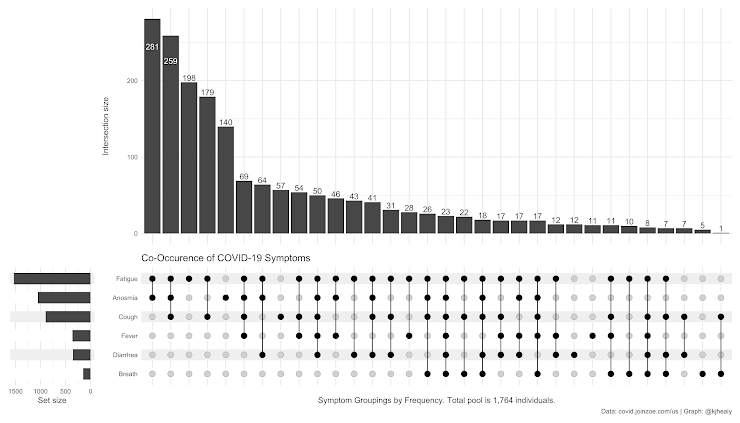 281
259
198
179
140
69 64 57 54 50 46 43 41 31 28 26 23 22 18 17 17 17 12 12 11 11 10 8 7 7 5 1
200
100
0
Intersection size
Co-Occurence of COVID-19 Symptoms
Fatigue
Anosmia
Cough
Fever
Diarrhea
Breath
1500 1000 500 0
Set size
Symptom Groupings by Frequency. Total pool is 1,764 individuals.
Data: covid.joinzoe.com/us | Graph: @kjhealy